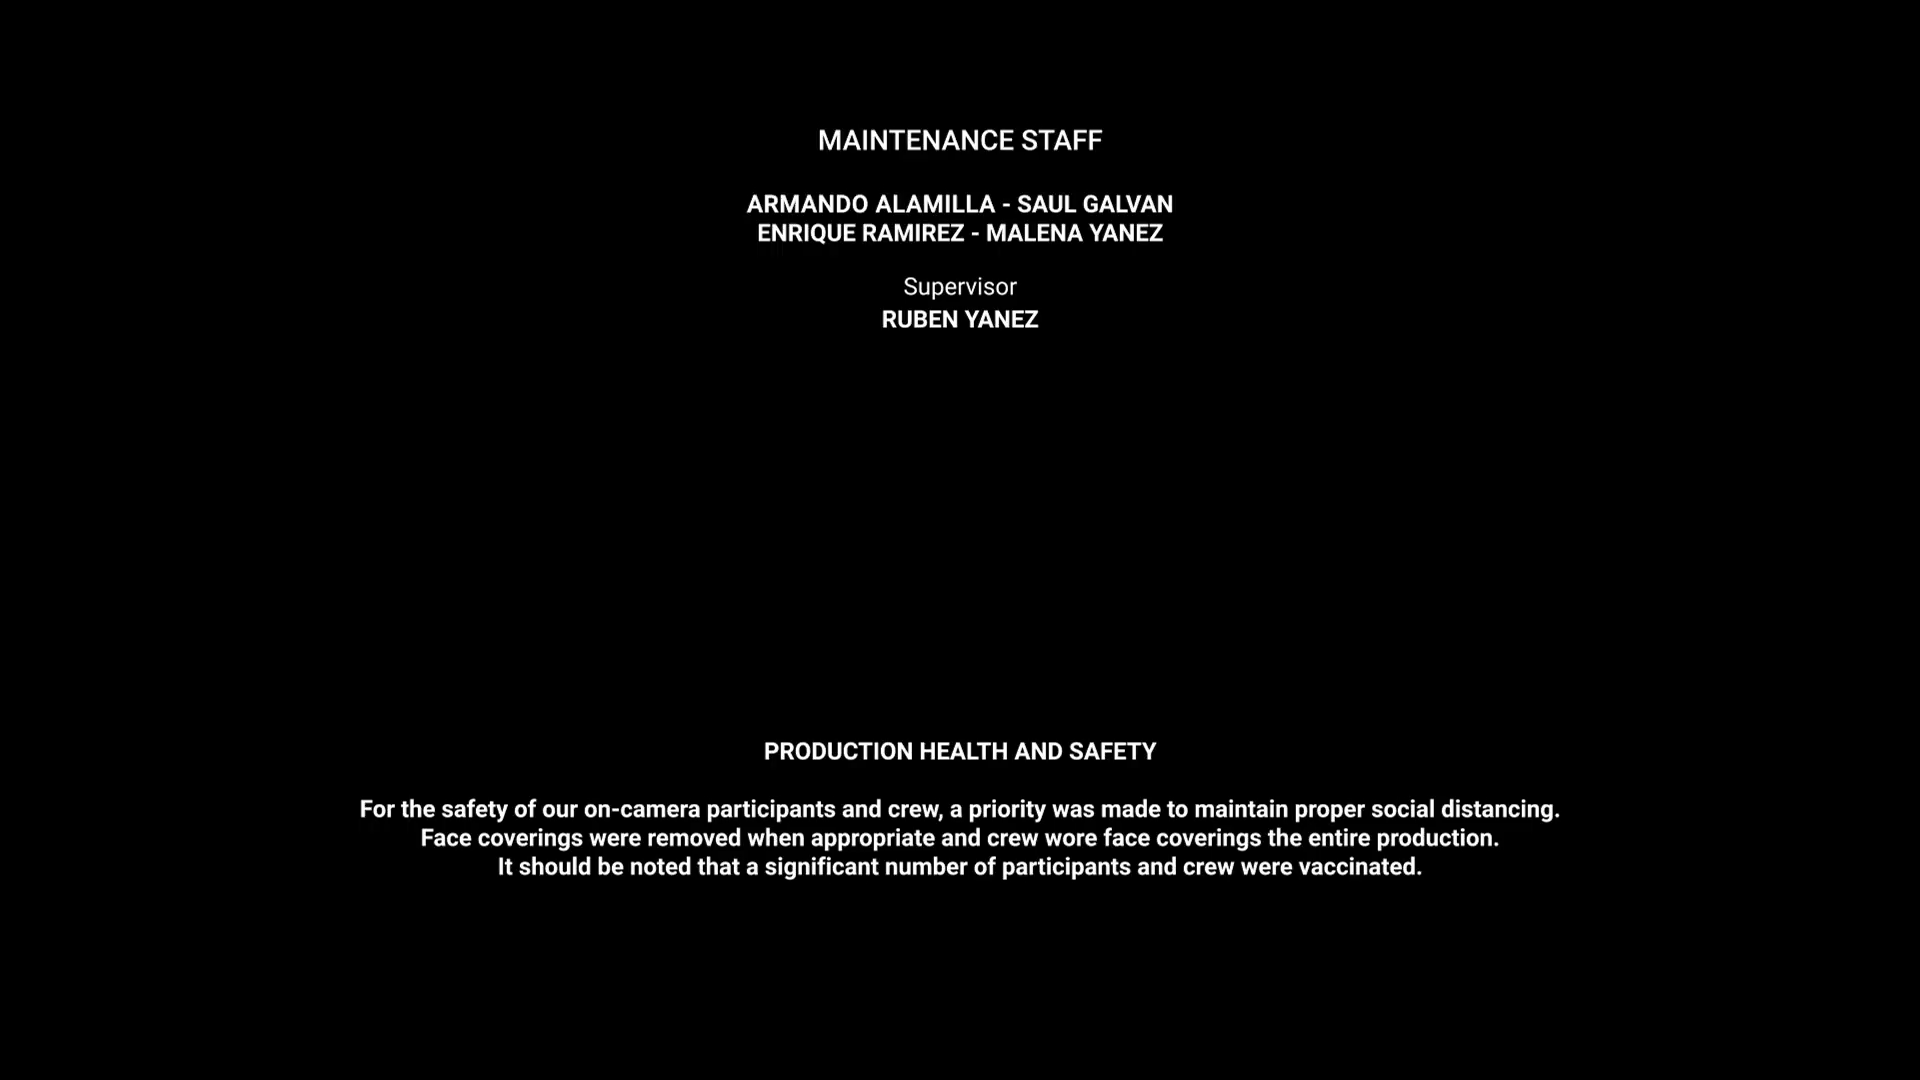 MAINTENANCE STAFF
ARMANDO ALAMILLA - SAUL GALVAN
ENRIQUE RAMIREZ - MALENA YANEZ
Supervisor
RUBEN YANEZ
PRODUCTION HEALTH AND SAFETY
For the safety of our on-camera participants and crew, a priority was made to maintain proper social distancing.
Face coverings were removed when appropriate and crew wore face coverings the entire production.
It should be noted that a significant number of participants and crew were vaccinated.